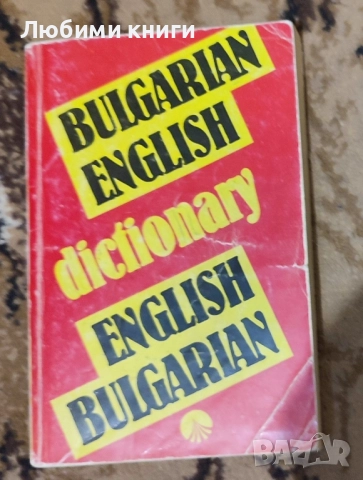 Любими книги
BULGARIAN
ENGLISH
dictionary
ENGLISH
BULGARIAN
BAZAR